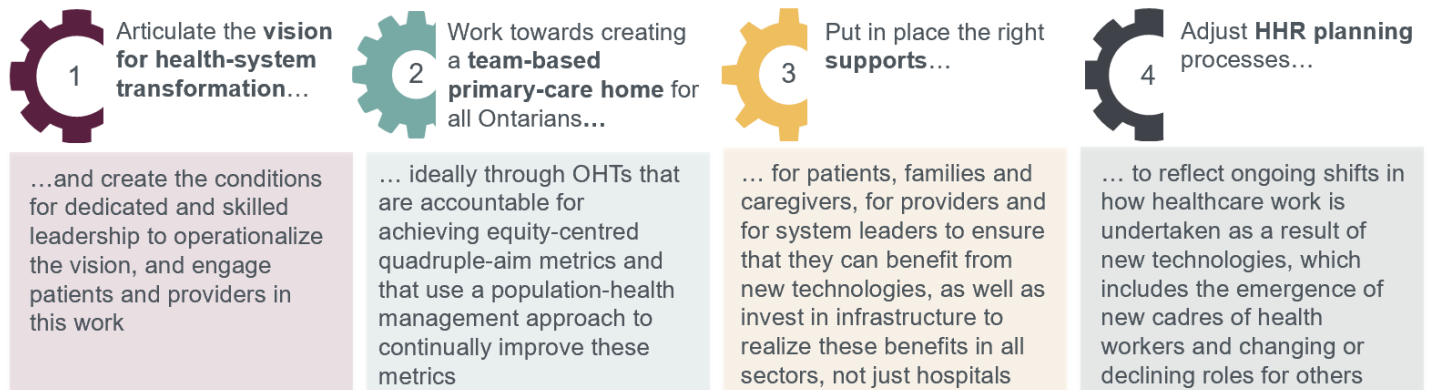 1
Articulate the vision
for health-system
transformation…
…and create the conditions
for dedicated and skilled
leadership to operationalize
the vision, and engage
patients and providers in
this work
2
Work towards creating
a team-based
primary-care home for
all Ontarians…
… ideally through OHTs that
are accountable for
achieving equity-centred
quadruple-aim metrics and
that use a population-health
management approach to
continually improve these
metrics
3
Put in place the right
supports…
… for patients, families and
caregivers, for providers and
for system leaders to ensure
that they can benefit from
new technologies, as well as
invest in infrastructure to
realize these benefits in all
sectors, not just hospitals
4
Adjust HHR planning
processes…
… to reflect ongoing shifts in
how healthcare work is
undertaken as a result of
new technologies, which
includes the emergence of
new cadres of health
workers and changing or
declining roles for others